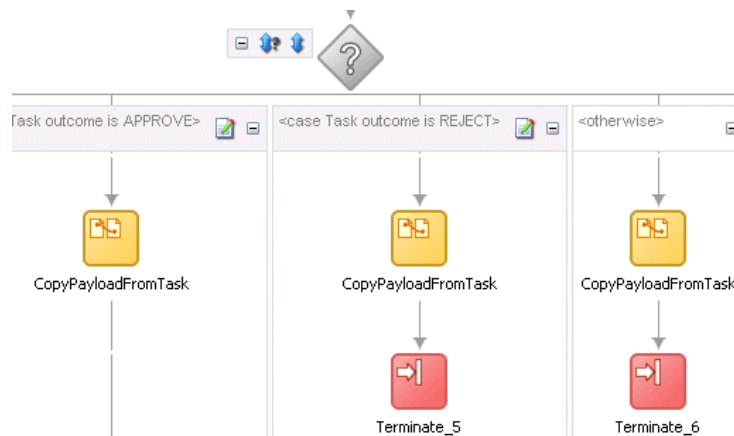 ?
Task outcome is APPROVE>
<case Task outcome is REJECT>
<otherwise>
CopyPayloadFromTask
CopyPayloadFromTask
CopyPayloadFromTask
Terminate_5
Terminate_6